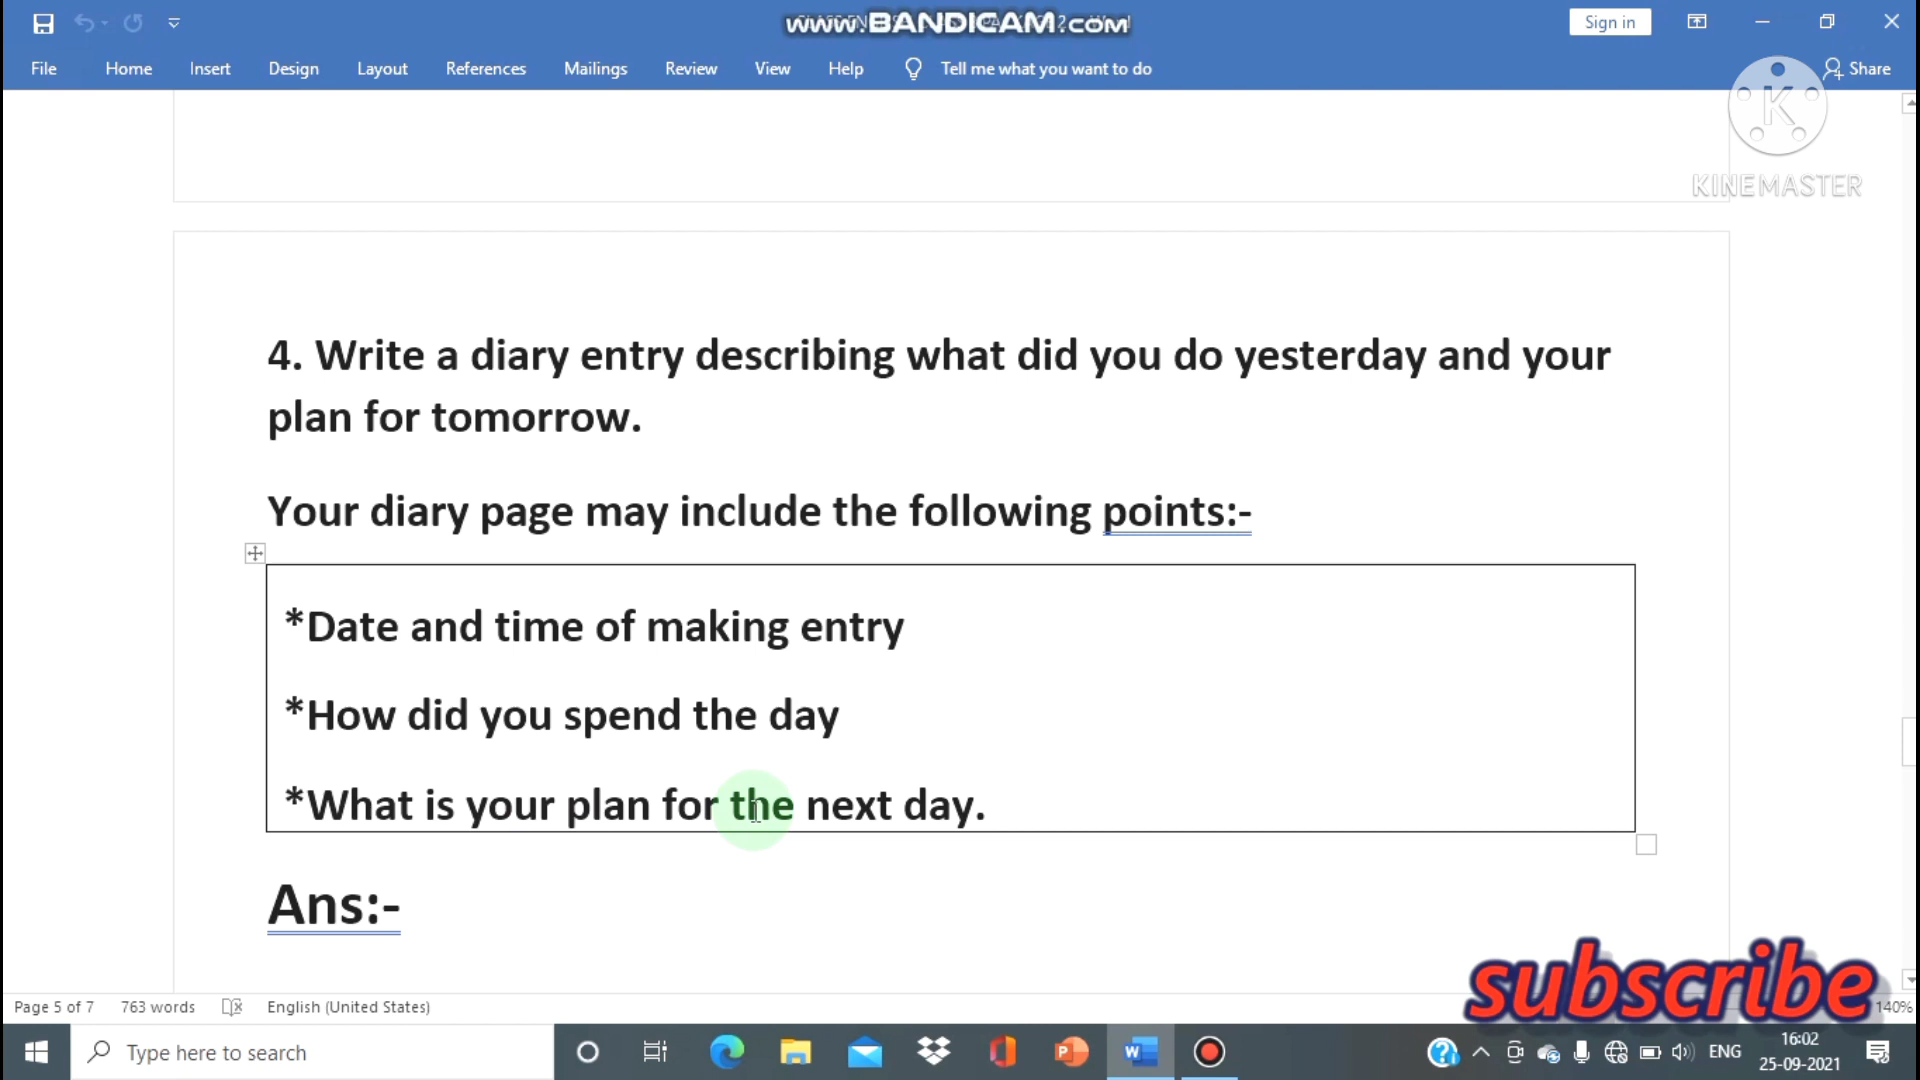 www.BANDICAM.com
Sign in
File Home Insert Design Layout References Mailings Review View Help Tell me what you want to do Share
K
KINEMASTER
4. Write a diary entry describing what did you do yesterday and your
plan for tomorrow.
Your diary page may include the following points:-
*Date and time of making entry
*How did you spend the day
*What is your plan for the next day.
Ans:-
subscribe
Page 5 of 7 763 words English (United States) 140%
Type here to search ENG 16:02
25-09-2021